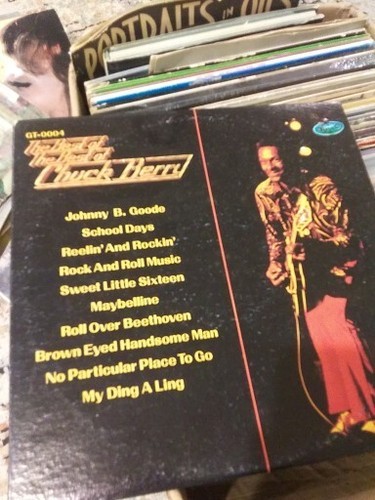 PORTRAITS IN OILS
GT-0004
The Best of
The Best of
Chuck Berry
Johnny B. Goode
School Days
Reelin' And Rockin'
Rock And Roll Music
Sweet Little Sixteen
Maybelline
Roll Over Beethoven
Brown Eyed Handsome Man
No Particular Place To Go
My Ding A Ling